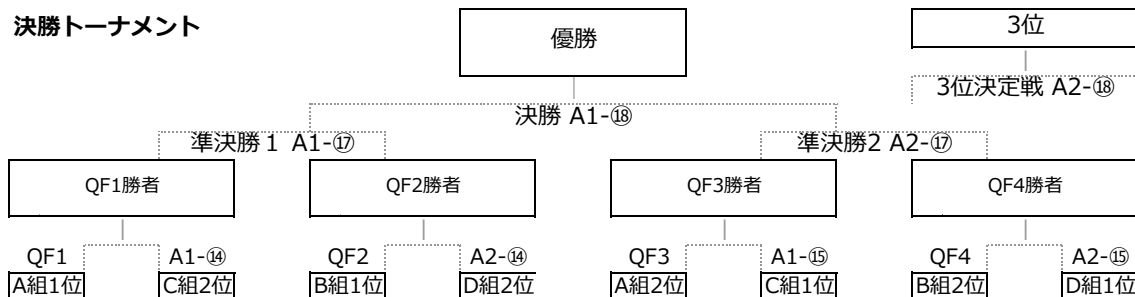 決勝トーナメント
優勝
3位
3位決定戦 A2-⑱
決勝 A1-⑱
準決勝１ A1-⑰
準決勝2 A2-⑰
QF1勝者 QF2勝者 QF3勝者 QF4勝者
QF1 A1-⑭ QF2 A2-⑭ QF3 A1-⑮ QF4 A2-⑮
A組1位 C組2位 B組1位 D組2位 A組2位 C組1位 B組2位 D組1位